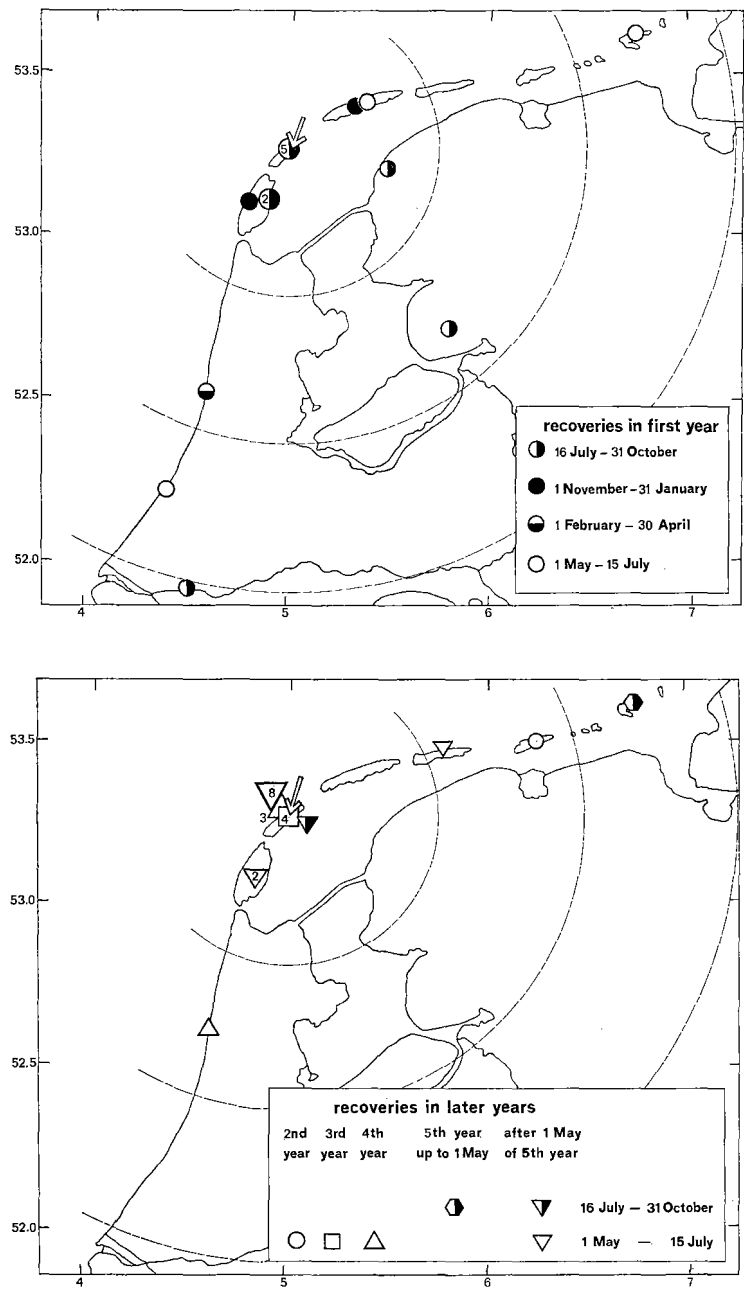 53.5
5
2
53.0
52.5
recoveries in first year
16 July – 31 October
1 November – 31 January
1 February – 30 April
1 May – 15 July
52.0
4 5 6 7
53.5
8
3 4
2
53.0
52.5
recoveries in later years
2nd 3rd 4th 5th year after 1 May
year year year up to 1 May of 5th year
16 July – 31 October
1 May – 15 July
52.0
4 5 6 7